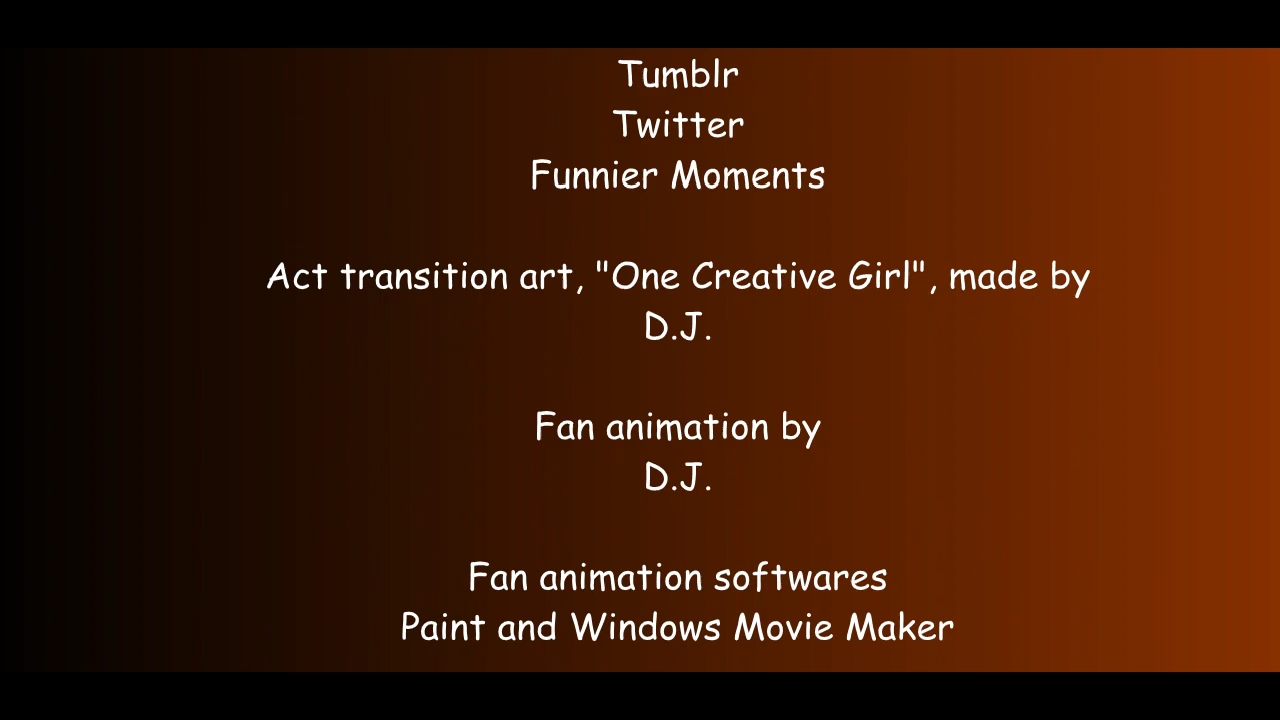 Tumblr
Twitter
Funnier Moments
Act transition art, "One Creative Girl", made by
D.J.
Fan animation by
D.J.
Fan animation softwares
Paint and Windows Movie Maker